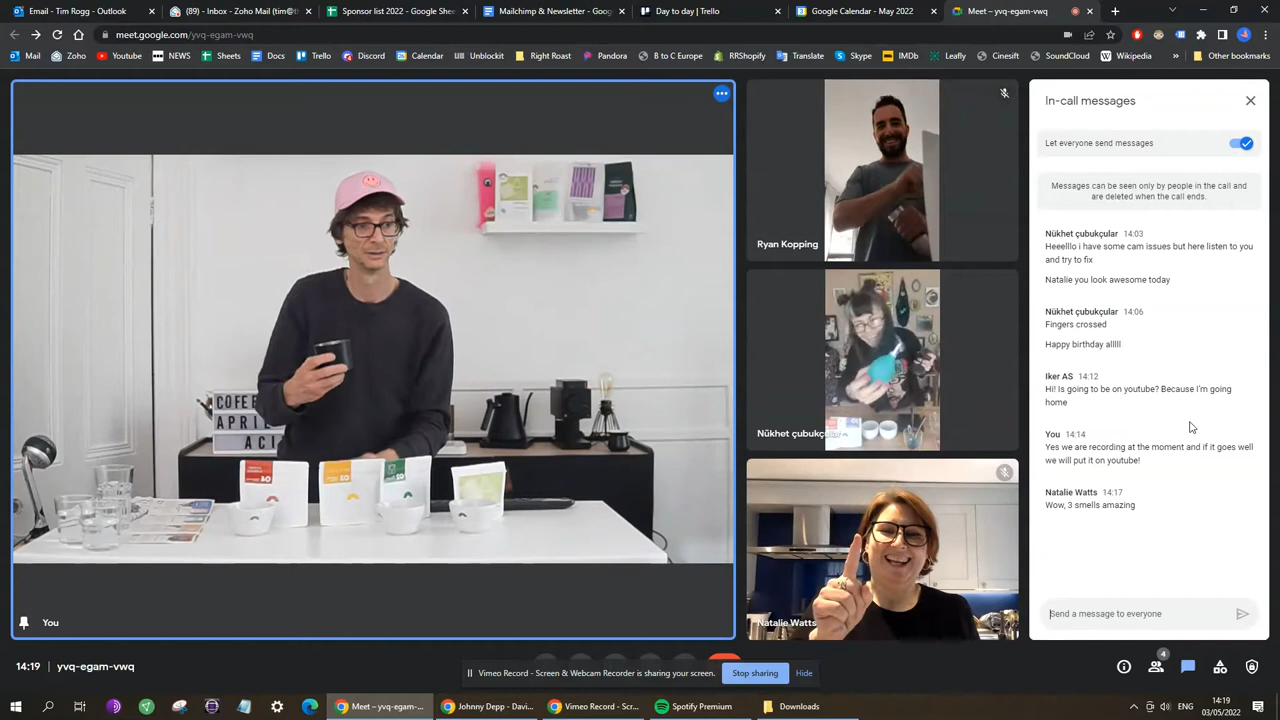 Email - Tim Rogg - Outlook
(89) - Inbox - Zoho Mail (tim@t
Sponsor list 2022 - Google Shee
Mailchimp & Newsletter - Googl
Day to day | Trello
Google Calendar - May 2022
Meet – yvq-egam-vwq
meet.google.com/yvq-egam-vwq
Mail
Youtube
NEWS
Sheets
Docs
Trello
Discord
Calendar
Unblockit
Right Roast
Pandora
B to C Europe
RRShopify
Translate
Skype
IMDb
Leafly
Cinesift
SoundCloud
Wikipedia
»
Other bookmarks
COFFE
APRIL
ACI
You
Ryan Kopping
Nükhet çubukçular
Natalie Watts
In-call messages
Let everyone send messages
Messages can be seen only by people in the call and
are deleted when the call ends.
Nükhet çubukçular 14:03
Heeelllo i have some cam issues but here listen to you
and try to fix
Natalie you look awesome today
Nükhet çubukçular 14:06
Fingers crossed
Happy birthday alllll
Iker AS 14:12
Hi! Is going to be on youtube? Because I'm going
home
You 14:14
Yes we are recording at the moment and if it goes well
we will put it on youtube!
Natalie Watts 14:17
Wow, 3 smells amazing
Send a message to everyone
14:19 | yvq-egam-vwq
Vimeo Record - Screen & Webcam Recorder is sharing your screen.
Stop sharing
Hide
4
Meet – yvq-egam-...
Johnny Depp - Davi...
Vimeo Record - Scr...
Spotify Premium
Downloads
ENG
14:19
03/05/2022